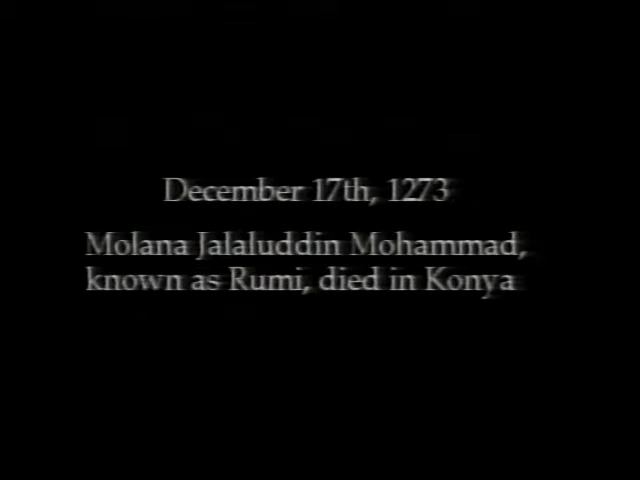 December 17th, 1273
Molana Jalaluddin Mohammad,
known as Rumi, died in Konya